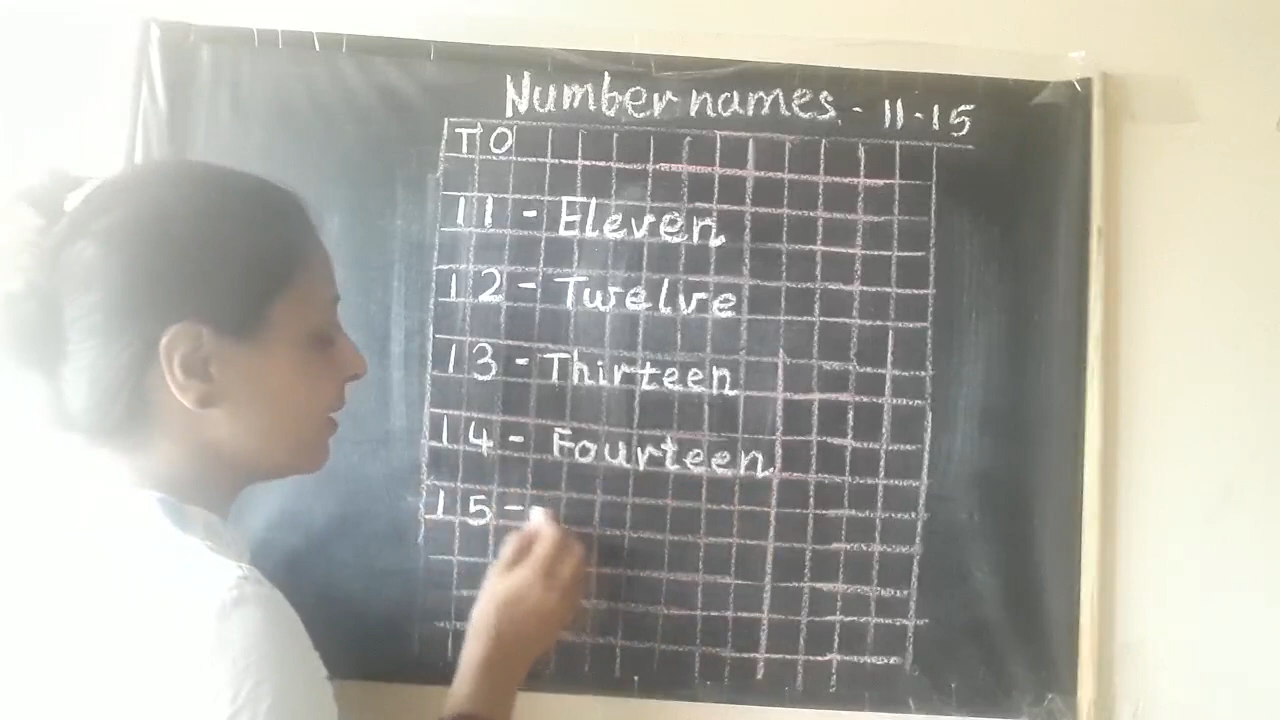 Number names - 11-15
T O
11 - Eleven
12 - Twelve
13 - Thirteen
14 - Fourteen
15 -